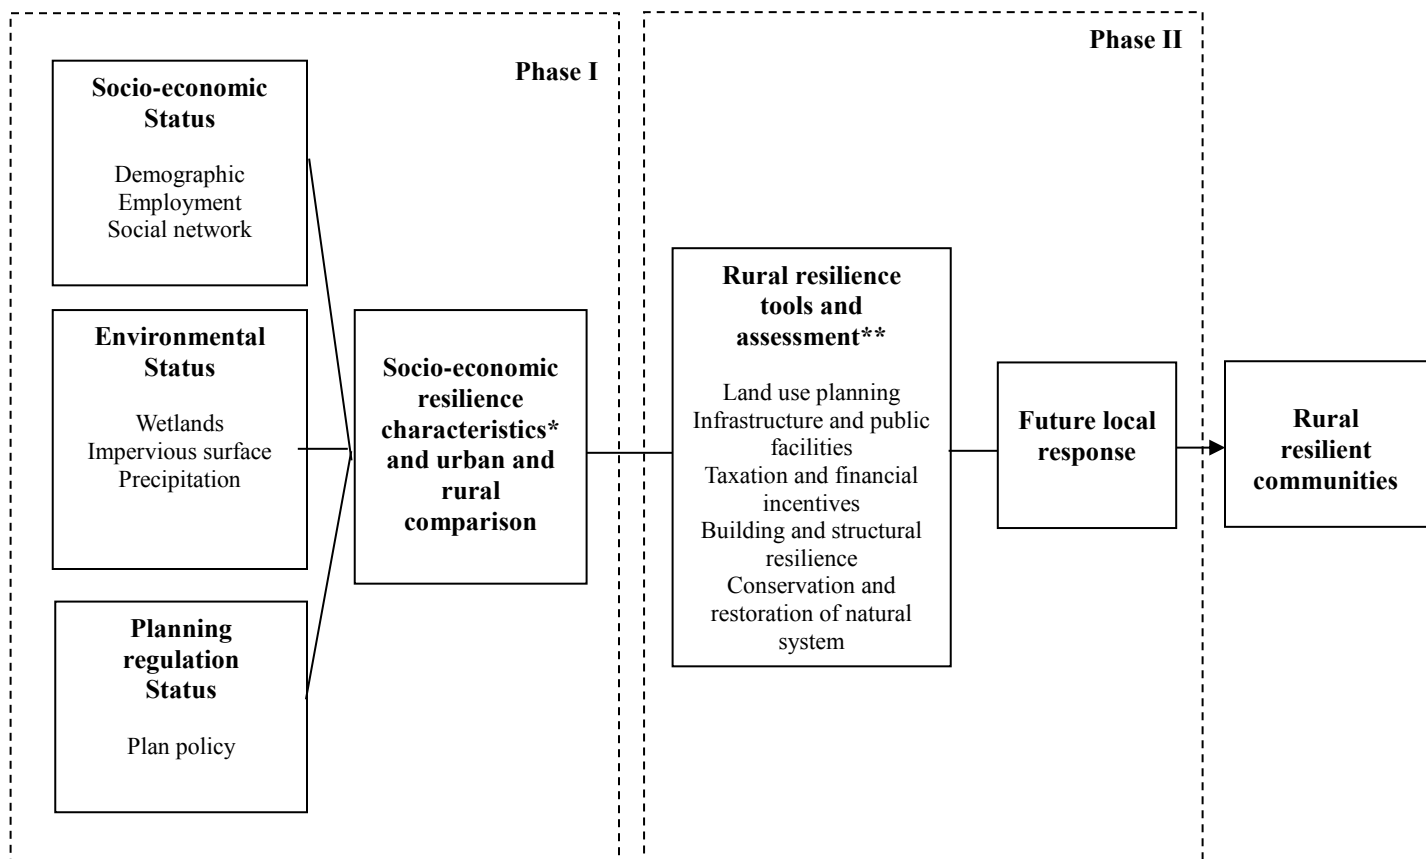 Phase I
Socio-economic
Status
Demographic
Employment
Social network
Environmental
Status
Wetlands
Impervious surface
Precipitation
Planning
regulation
Status
Plan policy
Socio-economic
resilience
characteristics*
and urban and
rural
comparison
Phase II
Rural resilience
tools and
assessment**
Land use planning
Infrastructure and public
facilities
Taxation and financial
incentives
Building and structural
resilience
Conservation and
restoration of natural
system
Future local
response
Rural
resilient
communities